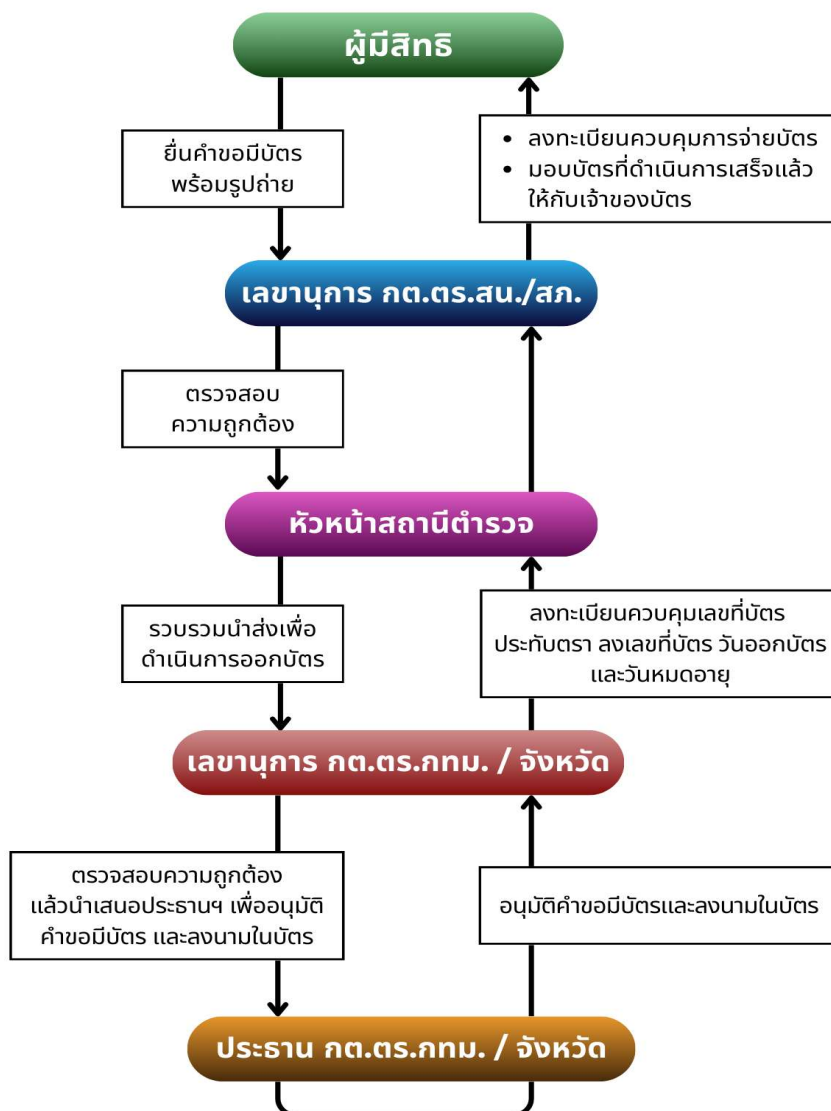 ผู้มีสิทธิ
ยื่นคำขอมีบัตร
พร้อมรูปถ่าย
• ลงทะเบียนควบคุมการจ่ายบัตร
• มอบบัตรที่ดำเนินการเสร็จแล้ว
ให้กับเจ้าของบัตร
เลขานุการ กต.ตร.สน./สภ.
ตรวจสอบ
ความถูกต้อง
หัวหน้าสถานีตำรวจ
รวบรวมนำส่งเพื่อ
ดำเนินการออกบัตร
ลงทะเบียนควบคุมเลขที่บัตร
ประทับตรา ลงเลขที่บัตร วันออกบัตร
และวันหมดอายุ
เลขานุการ กต.ตร.กทม. / จังหวัด
ตรวจสอบความถูกต้อง
แล้วนำเสนอประธานฯ เพื่ออนุมัติ
คำขอมีบัตร และลงนามในบัตร
อนุมัติคำขอมีบัตรและลงนามในบัตร
ประธาน กต.ตร.กทม. / จังหวัด